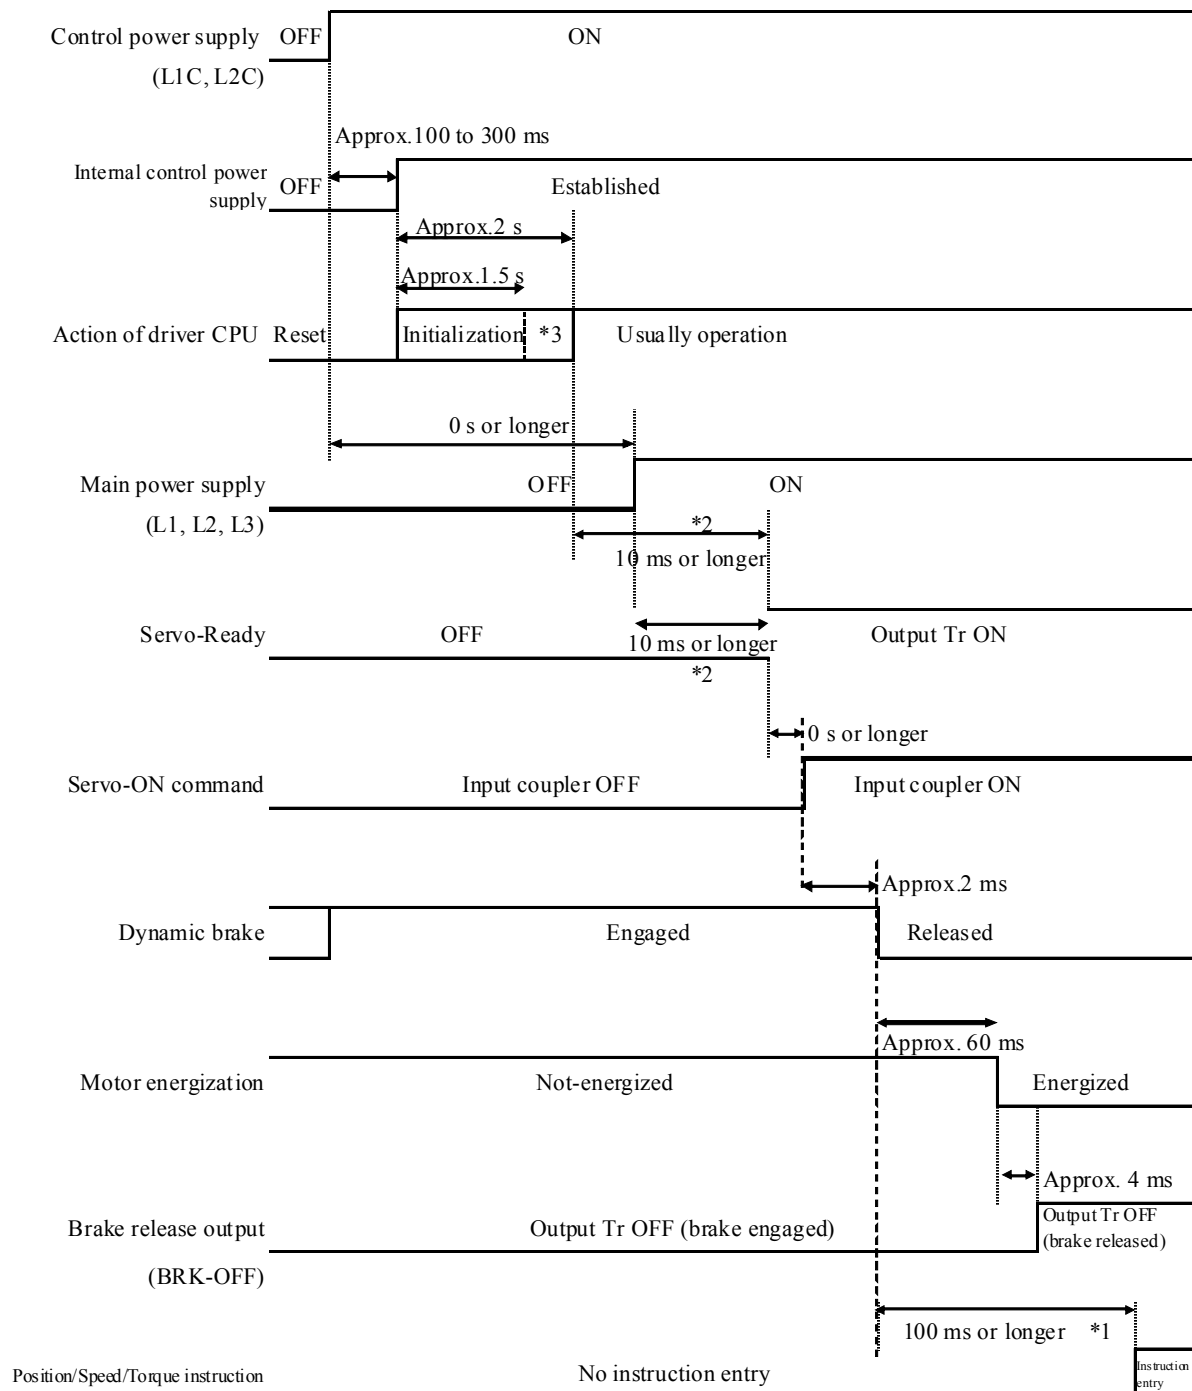 Control power supply OFF ON
(L1C, L2C)
Approx.100 to 300 ms
Internal control power
supply OFF Established
Approx.2 s
Approx.1.5 s
Action of driver CPU Reset Initialization *3 Usually operation
0 s or longer
Main power supply OFF ON
(L1, L2, L3)
*2
10 ms or longer
Servo-Ready OFF Output Tr ON
10 ms or longer
*2
0 s or longer
Servo-ON command Input coupler OFF Input coupler ON
Approx.2 ms
Dynamic brake Engaged Released
Approx. 60 ms
Motor energization Not-energized Energized
Approx. 4 ms
Brake release output Output Tr OFF (brake engaged) Output Tr OFF
(brake released)
(BRK-OFF)
100 ms or longer *1
Position/Speed/Torque instruction No instruction entry Instruction
entry